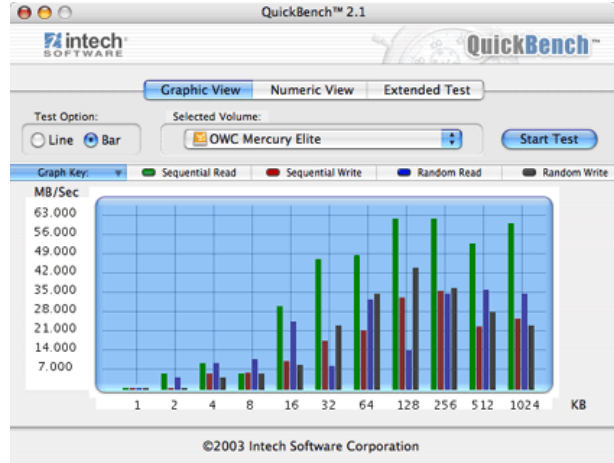 QuickBench™ 2.1
intech
SOFTWARE
QuickBench™
Graphic View Numeric View Extended Test
Test Option: Selected Volume:
Line Bar OWC Mercury Elite Start Test
Graph Key: Sequential Read Sequential Write Random Read Random Write
MB/Sec
63.000
56.000
49.000
42.000
35.000
28.000
21.000
14.000
7.000
1 2 4 8 16 32 64 128 256 512 1024 KB
©2003 Intech Software Corporation